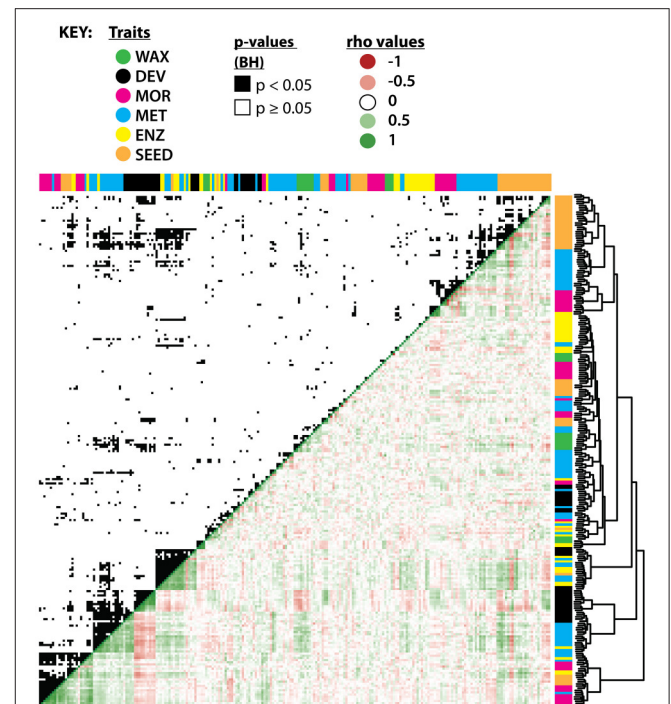 KEY:
Traits
WAX
DEV
MOR
MET
ENZ
SEED
p-values
(BH)
p < 0.05
p ≥ 0.05
rho values
-1
-0.5
0
0.5
1